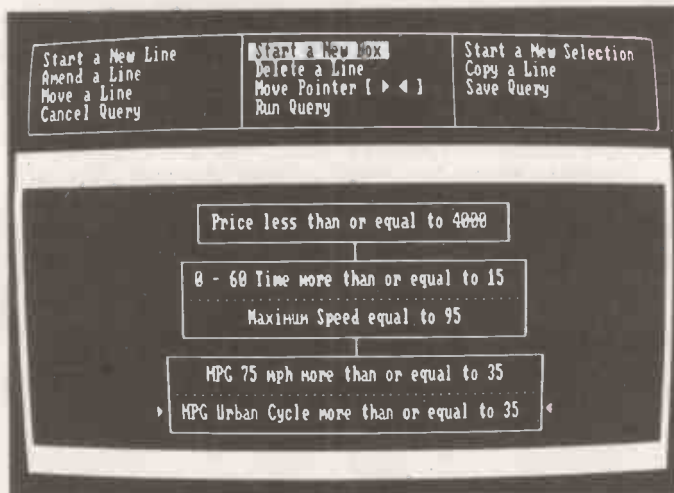 Start a New Line
Amend a Line
Move a Line
Cancel Query
Start a New Box
Delete a Line
Move Pointer [ ▶ ◀ ]
Run Query
Start a New Selection
Copy a Line
Save Query
Price less than or equal to 4000
0 - 60 Time more than or equal to 15
Maximum Speed equal to 95
MPG 75 mph more than or equal to 35
MPG Urban Cycle more than or equal to 35